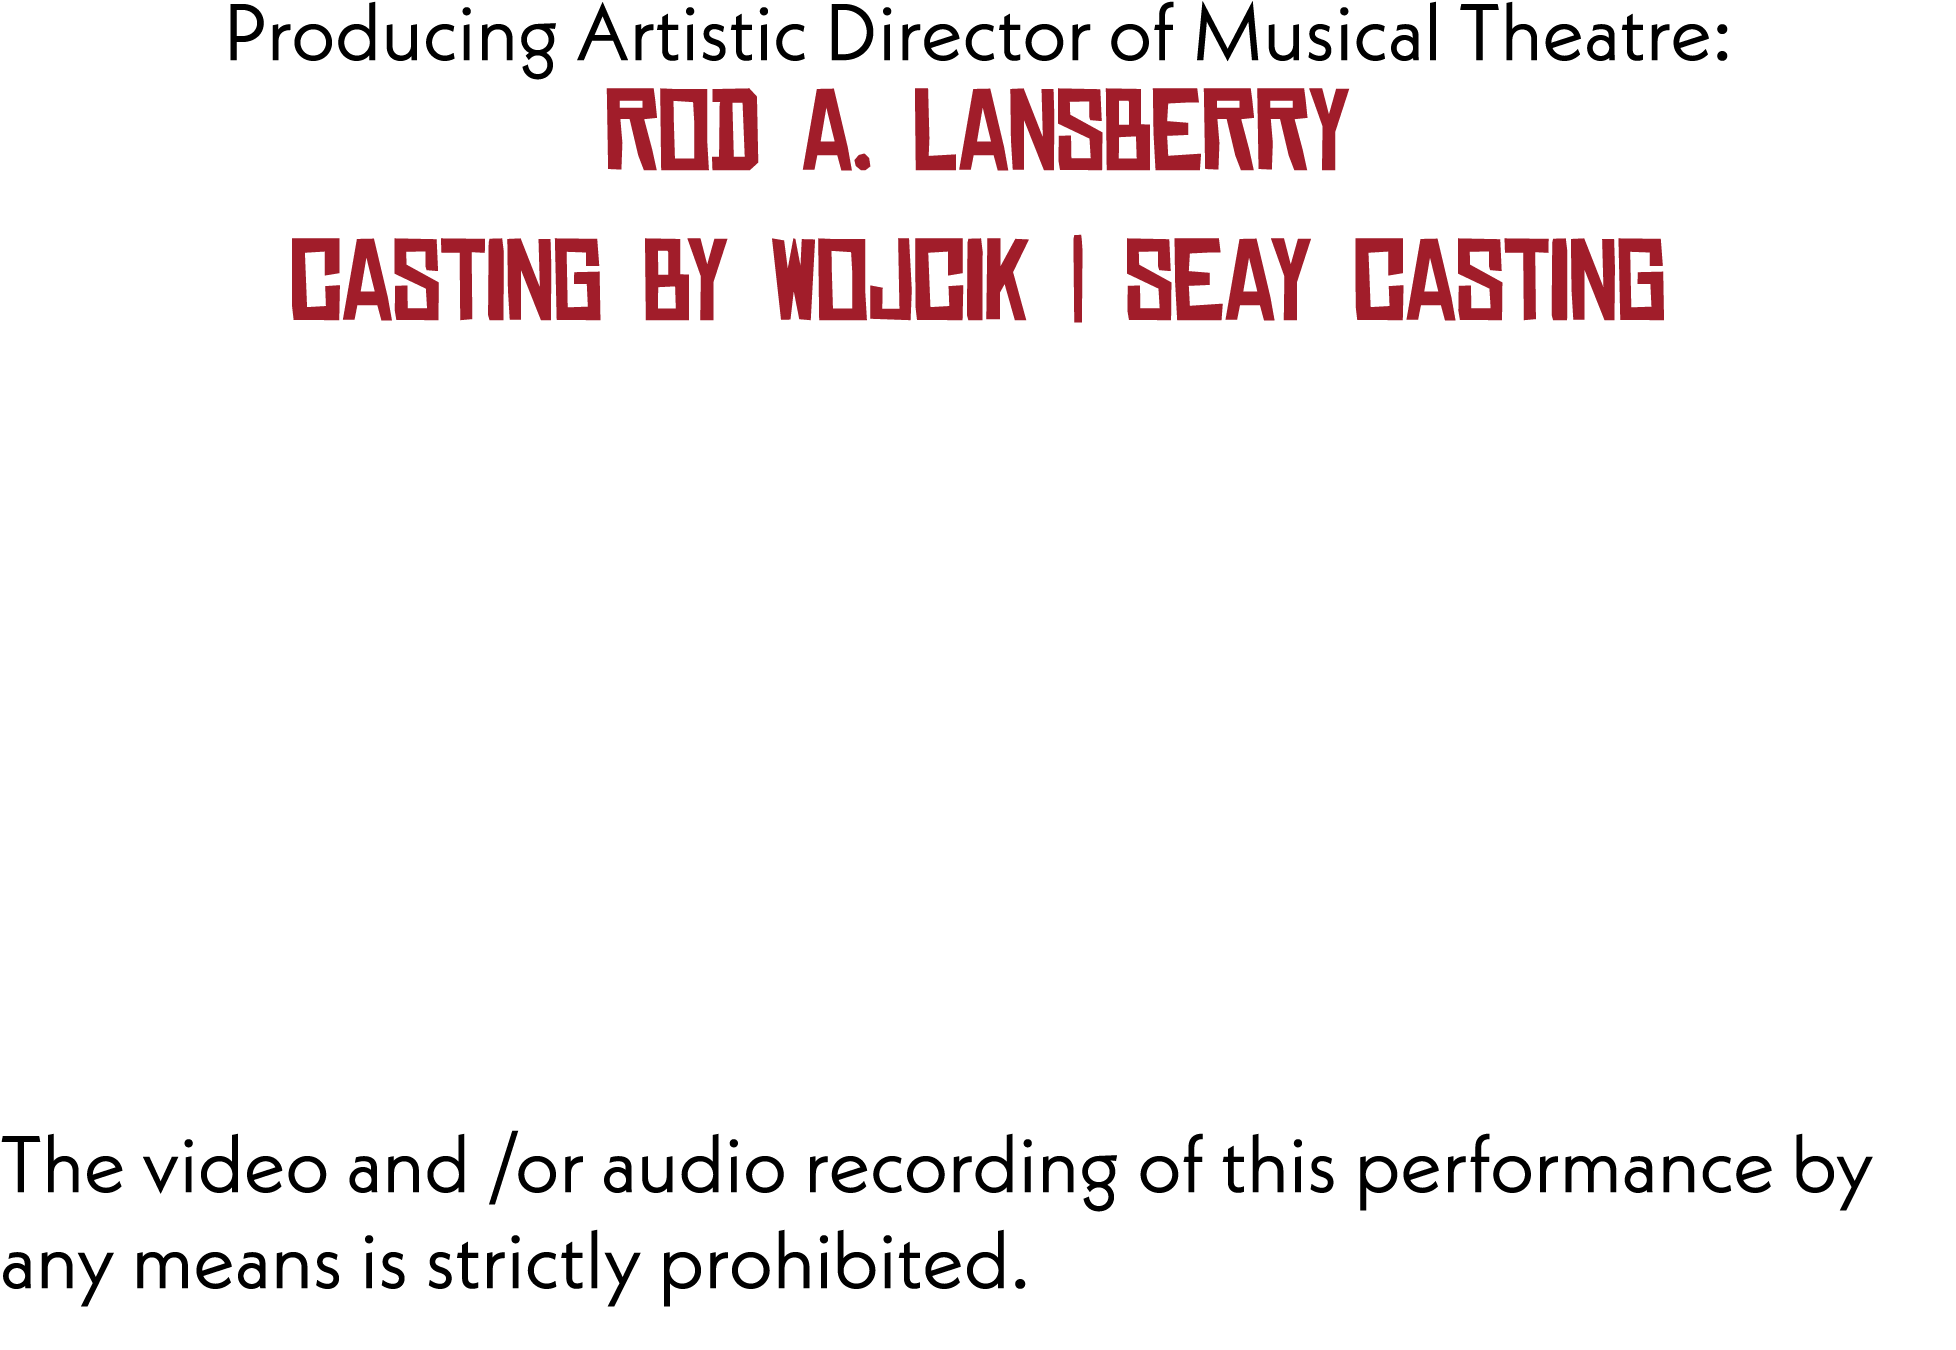 Producing Artistic Director of Musical Theatre:
ROD A. LANSBERRY
CASTING BY WOJCIK | SEAY CASTING
The video and /or audio recording of this performance by
any means is strictly prohibited.